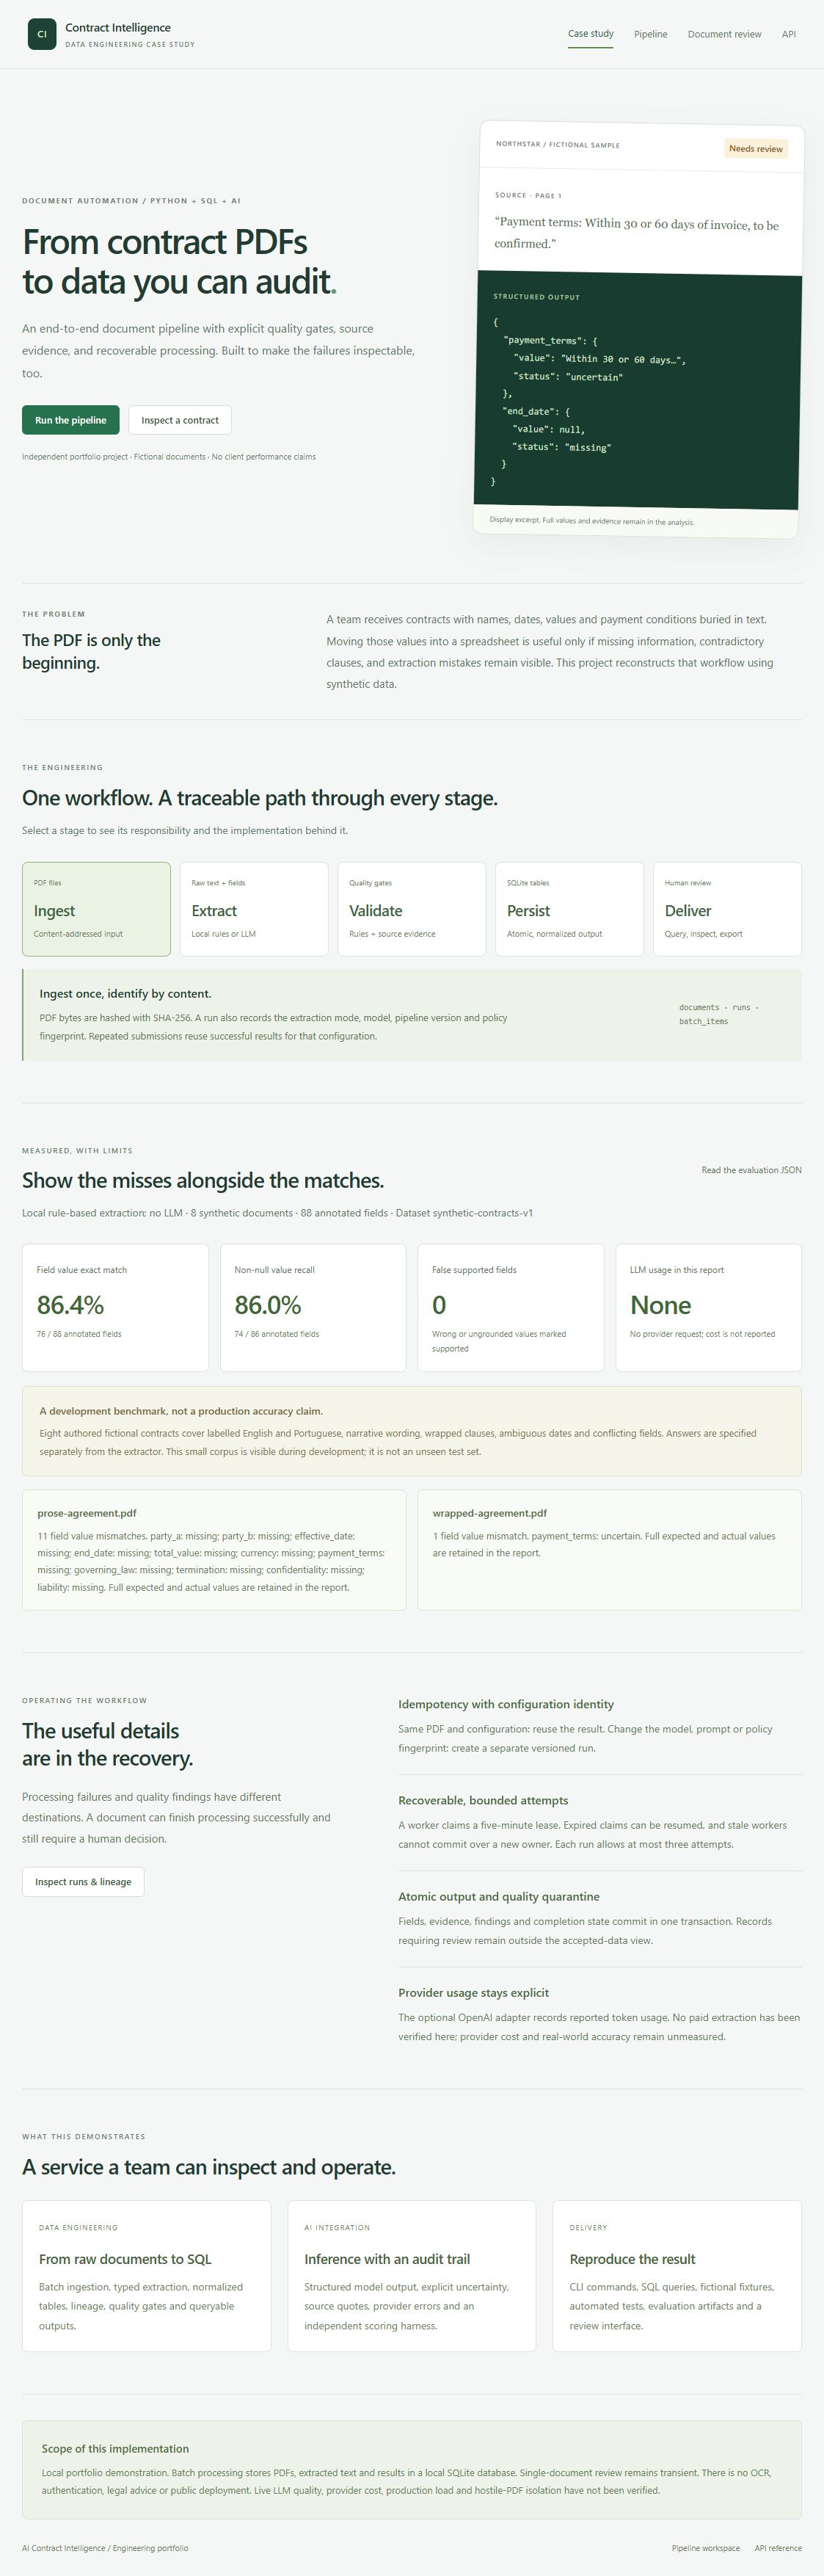 CI
Contract Intelligence
DATA ENGINEERING CASE STUDY
Case study
Pipeline
Document review
API
DOCUMENT AUTOMATION / PYTHON + SQL + AI
From contract PDFs
to data you can audit.
An end-to-end document pipeline with explicit quality gates, source
evidence, and recoverable processing. Built to make the failures inspectable,
too.
Run the pipeline
Inspect a contract
Independent portfolio project · Fictional documents · No client performance claims
NORTHSTAR / FICTIONAL SAMPLE
Needs review
SOURCE · PAGE 1
“Payment terms: Within 30 or 60 days of invoice, to be
confirmed.”
STRUCTURED OUTPUT
{
"payment_terms": {
"value": "Within 30 or 60 days…",
"status": "uncertain"
},
"end_date": {
"value": null,
"status": "missing"
}
}
Display excerpt. Full values and evidence remain in the analysis.
THE PROBLEM
The PDF is only the
beginning.
A team receives contracts with names, dates, values and payment conditions buried in text.
Moving those values into a spreadsheet is useful only if missing information, contradictory
clauses, and extraction mistakes remain visible. This project reconstructs that workflow using
synthetic data.
THE ENGINEERING
One workflow. A traceable path through every stage.
Select a stage to see its responsibility and the implementation behind it.
PDF files
Ingest
Content-addressed input
Raw text + fields
Extract
Local rules or LLM
Quality gates
Validate
Rules + source evidence
SQLite tables
Persist
Atomic, normalized output
Human review
Deliver
Query, inspect, export
Ingest once, identify by content.
PDF bytes are hashed with SHA-256. A run also records the extraction mode, model, pipeline version and policy
fingerprint. Repeated submissions reuse successful results for that configuration.
documents · runs ·
batch_items
MEASURED, WITH LIMITS
Show the misses alongside the matches.
Read the evaluation JSON
Local rule-based extraction; no LLM · 8 synthetic documents · 88 annotated fields · Dataset synthetic-contracts-v1
Field value exact match
86.4%
76 / 88 annotated fields
Non-null value recall
86.0%
74 / 86 annotated fields
False supported fields
0
Wrong or ungrounded values marked
supported
LLM usage in this report
None
No provider request; cost is not reported
A development benchmark, not a production accuracy claim.
Eight authored fictional contracts cover labelled English and Portuguese, narrative wording, wrapped clauses, ambiguous dates and conflicting fields. Answers are specified
separately from the extractor. This small corpus is visible during development; it is not an unseen test set.
prose-agreement.pdf
11 field value mismatches. party_a: missing; party_b: missing; effective_date:
missing; end_date: missing; total_value: missing; currency: missing; payment_terms:
missing; governing_law: missing; termination: missing; confidentiality: missing;
liability: missing. Full expected and actual values are retained in the report.
wrapped-agreement.pdf
1 field value mismatch. payment_terms: uncertain. Full expected and actual values
are retained in the report.
OPERATING THE WORKFLOW
The useful details
are in the recovery.
Processing failures and quality findings have different
destinations. A document can finish processing successfully and
still require a human decision.
Inspect runs & lineage
Idempotency with configuration identity
Same PDF and configuration: reuse the result. Change the model, prompt or policy
fingerprint: create a separate versioned run.
Recoverable, bounded attempts
A worker claims a five-minute lease. Expired claims can be resumed, and stale workers
cannot commit over a new owner. Each run allows at most three attempts.
Atomic output and quality quarantine
Fields, evidence, findings and completion state commit in one transaction. Records
requiring review remain outside the accepted-data view.
Provider usage stays explicit
The optional OpenAI adapter records reported token usage. No paid extraction has been
verified here; provider cost and real-world accuracy remain unmeasured.
WHAT THIS DEMONSTRATES
A service a team can inspect and operate.
DATA ENGINEERING
From raw documents to SQL
Batch ingestion, typed extraction, normalized
tables, lineage, quality gates and queryable
outputs.
AI INTEGRATION
Inference with an audit trail
Structured model output, explicit uncertainty,
source quotes, provider errors and an
independent scoring harness.
DELIVERY
Reproduce the result
CLI commands, SQL queries, fictional fixtures,
automated tests, evaluation artifacts and a
review interface.
Scope of this implementation
Local portfolio demonstration. Batch processing stores PDFs, extracted text and results in a local SQLite database. Single-document review remains transient. There is no OCR,
authentication, legal advice or public deployment. Live LLM quality, provider cost, production load and hostile-PDF isolation have not been verified.
AI Contract Intelligence / Engineering portfolio
Pipeline workspace
API reference